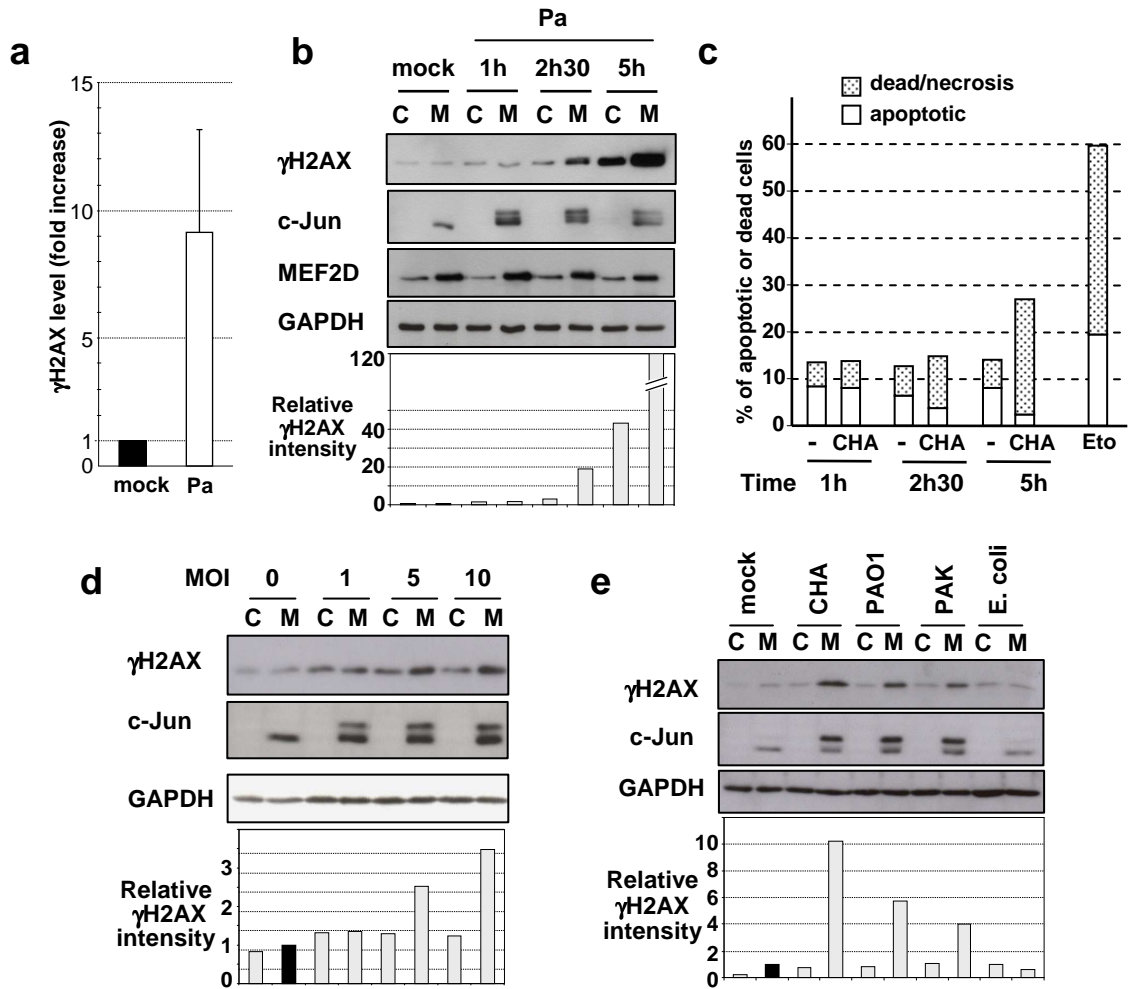 a
γH2AX level (fold increase)
15
10
5
1
0
mock Pa
b
Pa
mock 1h 2h30 5h
C M C M C M C M
γH2AX
c-Jun
MEF2D
GAPDH
Relative
γH2AX
intensity
120
40
20
0
c
dead/necrosis
apoptotic
% of apoptotic or dead cells
60
50
40
30
20
10
0
- CHA - CHA - CHA Eto
Time 1h 2h30 5h
d
MOI 0 1 5 10
C M C M C M C M
γH2AX
c-Jun
GAPDH
Relative
γH2AX
intensity
3
2
1
0
e
mock CHA PAO1 PAK E. coli
C M C M C M C M C M
γH2AX
c-Jun
GAPDH
Relative
γH2AX
intensity
10
8
6
4
2
0